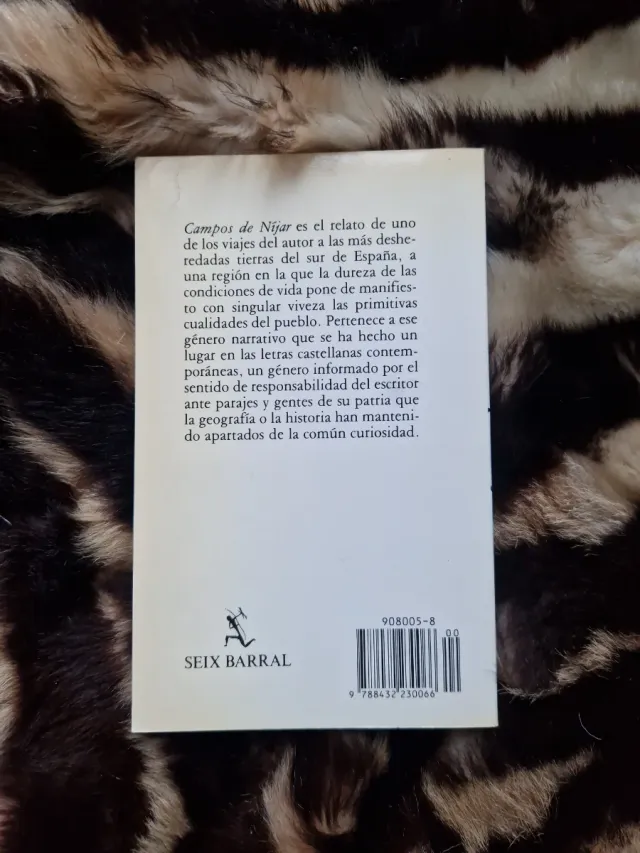 Campos de Níjar es el relato de uno
de los viajes del autor a las más deshe-
redadas tierras del sur de España, a
una región en la que la dureza de las
condiciones de vida pone de manifies-
to con singular viveza las primitivas
cualidades del pueblo. Pertenece a ese
género narrativo que se ha hecho un
lugar en las letras castellanas contem-
poráneas, un género informado por el
sentido de responsabilidad del escritor
ante parajes y gentes de su patria que
la geografía o la historia han manteni-
do apartados de la común curiosidad.
SEIX BARRAL
908005-8
00
9 788432 230066